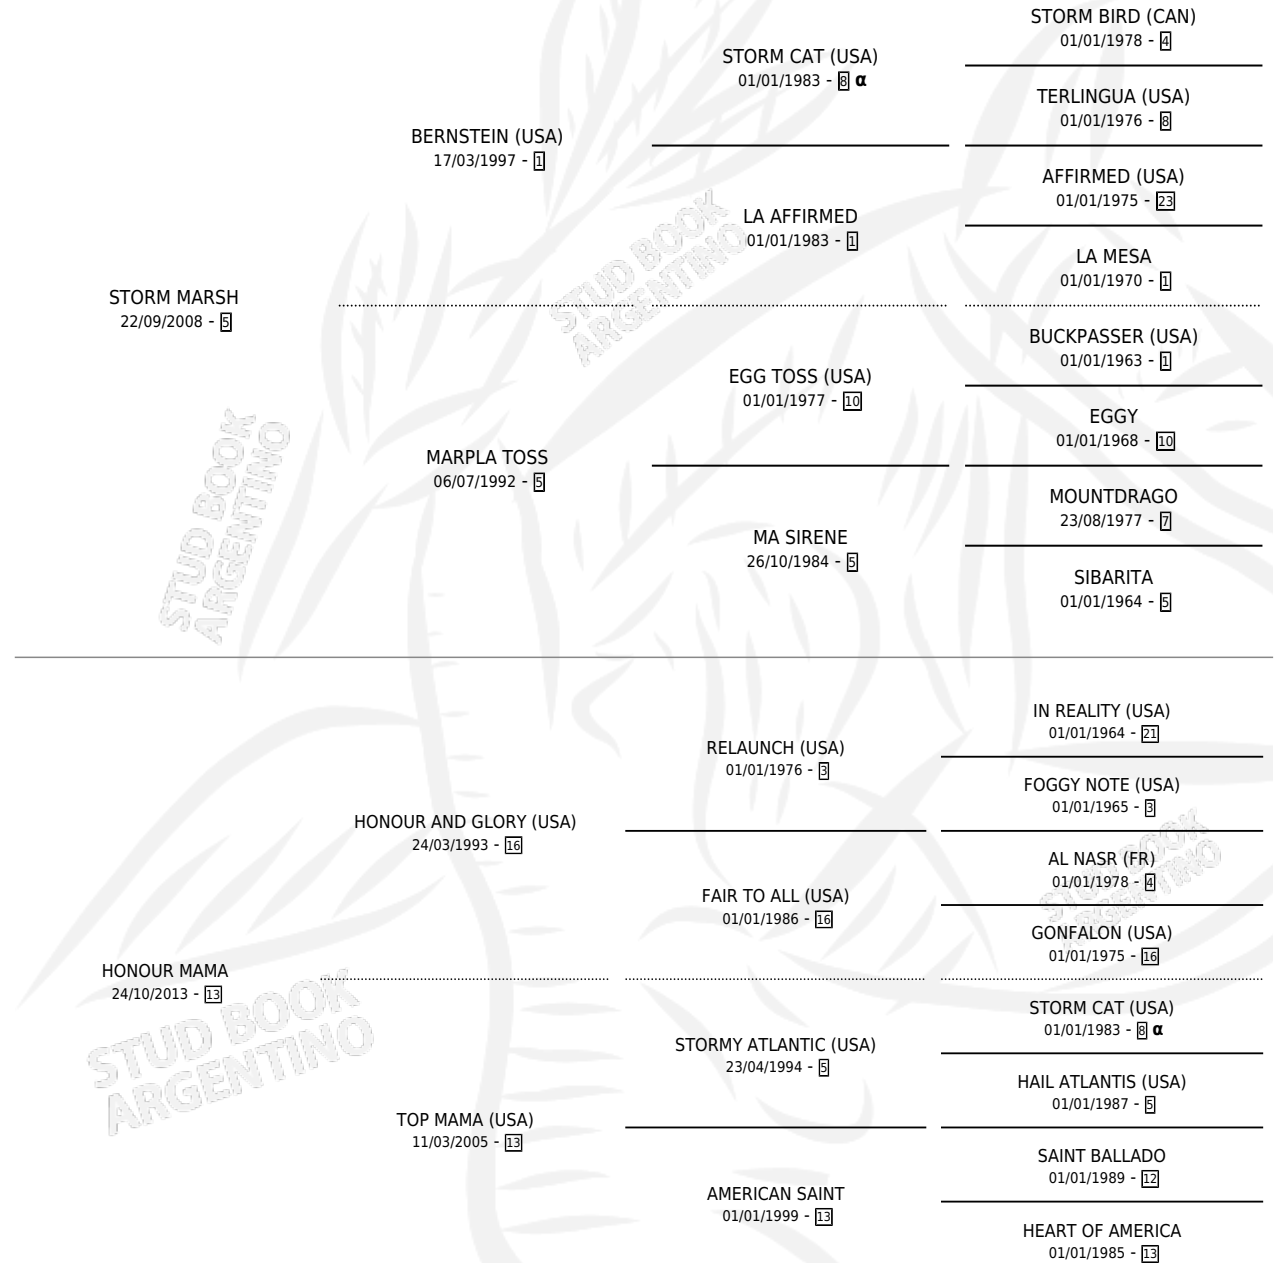 STORM BIRD (CAN)
01/01/1978 - 4
STORM CAT (USA)
01/01/1983 - 8 α
TERLINGUA (USA)
01/01/1976 - 8
BERNSTEIN (USA)
17/03/1997 - 1
AFFIRMED (USA)
01/01/1975 - 23
LA AFFIRMED
01/01/1983 - 1
LA MESA
01/01/1970 - 1
STORM MARSH
22/09/2008 - 5
BUCKPASSER (USA)
01/01/1963 - 1
EGG TOSS (USA)
01/01/1977 - 10
EGGY
01/01/1968 - 10
MARPLA TOSS
06/07/1992 - 5
MOUNTDRAGO
23/08/1977 - 7
MA SIRENE
26/10/1984 - 5
SIBARITA
01/01/1964 - 5
IN REALITY (USA)
01/01/1964 - 21
RELAUNCH (USA)
01/01/1976 - 3
FOGGY NOTE (USA)
01/01/1965 - 3
HONOUR AND GLORY (USA)
24/03/1993 - 16
AL NASR (FR)
01/01/1978 - 4
FAIR TO ALL (USA)
01/01/1986 - 16
GONFALON (USA)
01/01/1975 - 16
HONOUR MAMA
24/10/2013 - 13
STORM CAT (USA)
01/01/1983 - 8 α
STORMY ATLANTIC (USA)
23/04/1994 - 5
HAIL ATLANTIS (USA)
01/01/1987 - 5
TOP MAMA (USA)
11/03/2005 - 13
SAINT BALLADO
01/01/1989 - 12
AMERICAN SAINT
01/01/1999 - 13
HEART OF AMERICA
01/01/1985 - 13
STUD BOOK
ARGENTINO
STUD BOOK
ARGENTINO
STUD BOOK
ARGENTINO
STUD BOOK
ARGENTINO